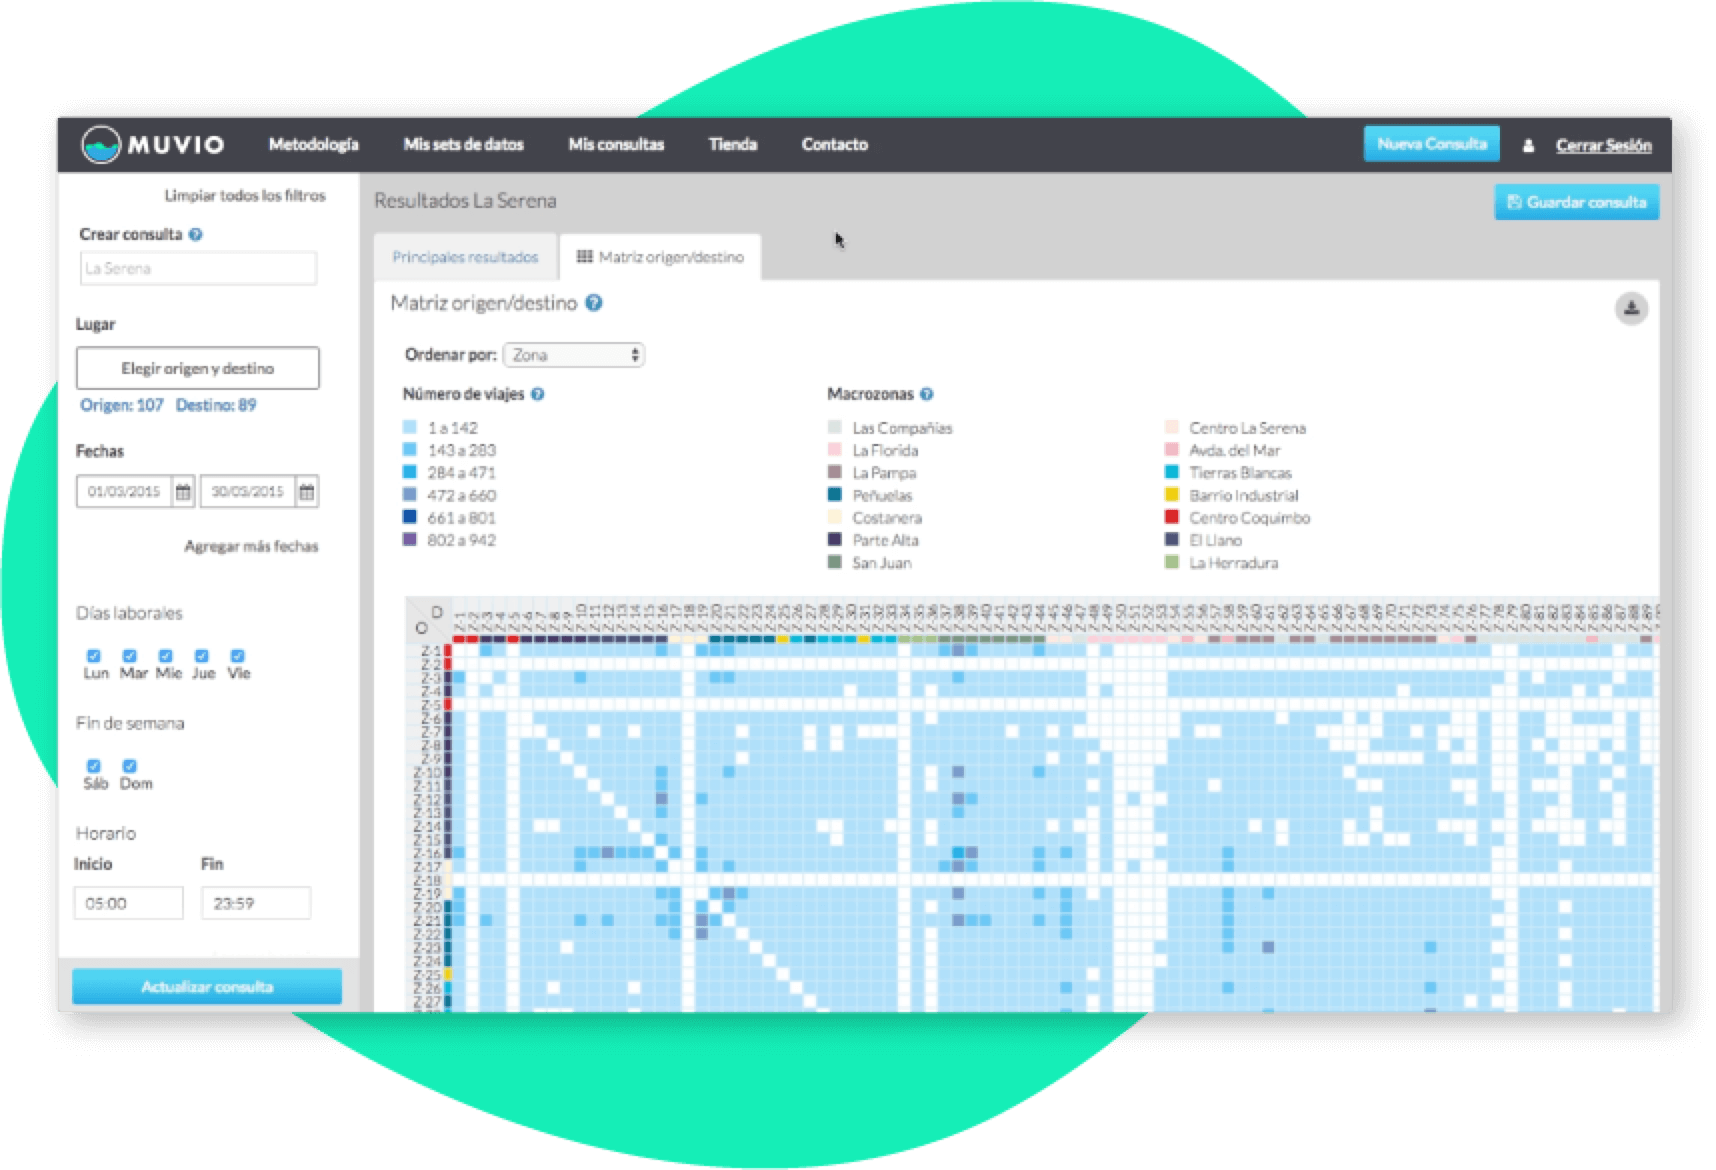 MUVIO Metodología Mis sets de datos Mis consultas Tienda Contacto Nueva Consulta Cerrar Sesión
Limpiar todos los filtros
Crear consulta ?
La Serena
Lugar
Elegir origen y destino
Origen: 107 Destino: 89
Fechas
01/03/2015 30/03/2015
Agregar más fechas
Días laborales
Lun Mar Mie Jue Vie
Fin de semana
Sáb Dom
Horario
Inicio Fin
05:00 23:59
Actualizar consulta
Resultados La Serena
Guardar consulta
Principales resultados Matriz origen/destino
Matriz origen/destino ?
Ordenar por: Zona
Número de viajes ?
1 a 142
143 a 283
284 a 471
472 a 660
661 a 801
802 a 942
Macrozonas ?
Las Compañías
La Florida
La Pampa
Peñuelas
Costanera
Parte Alta
San Juan
Centro La Serena
Avda. del Mar
Tierras Blancas
Barrio Industrial
Centro Coquimbo
El Llano
La Herradura
D
O
Z-1
Z-2
Z-3
Z-4
Z-5
Z-6
Z-7
Z-8
Z-9
Z-10
Z-11
Z-12
Z-13
Z-14
Z-15
Z-16
Z-17
Z-18
Z-19
Z-20
Z-21
Z-22
Z-23
Z-24
Z-25
Z-26
Z-27